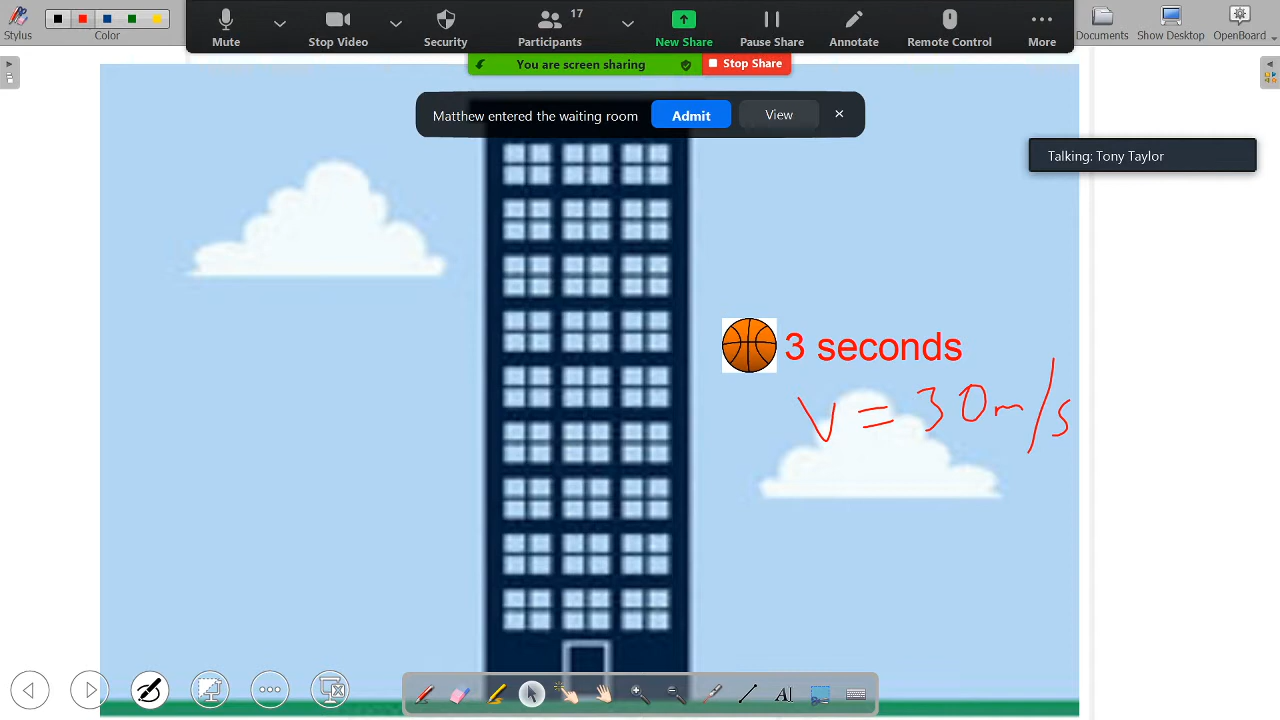 Stylus
Color
Mute
Stop Video
Security
Participants
17
New Share
Pause Share
Annotate
Remote Control
More
Documents
Show Desktop
OpenBoard
You are screen sharing
Stop Share
Matthew entered the waiting room
Admit
View
Talking: Tony Taylor
3 seconds
v = 30m/s